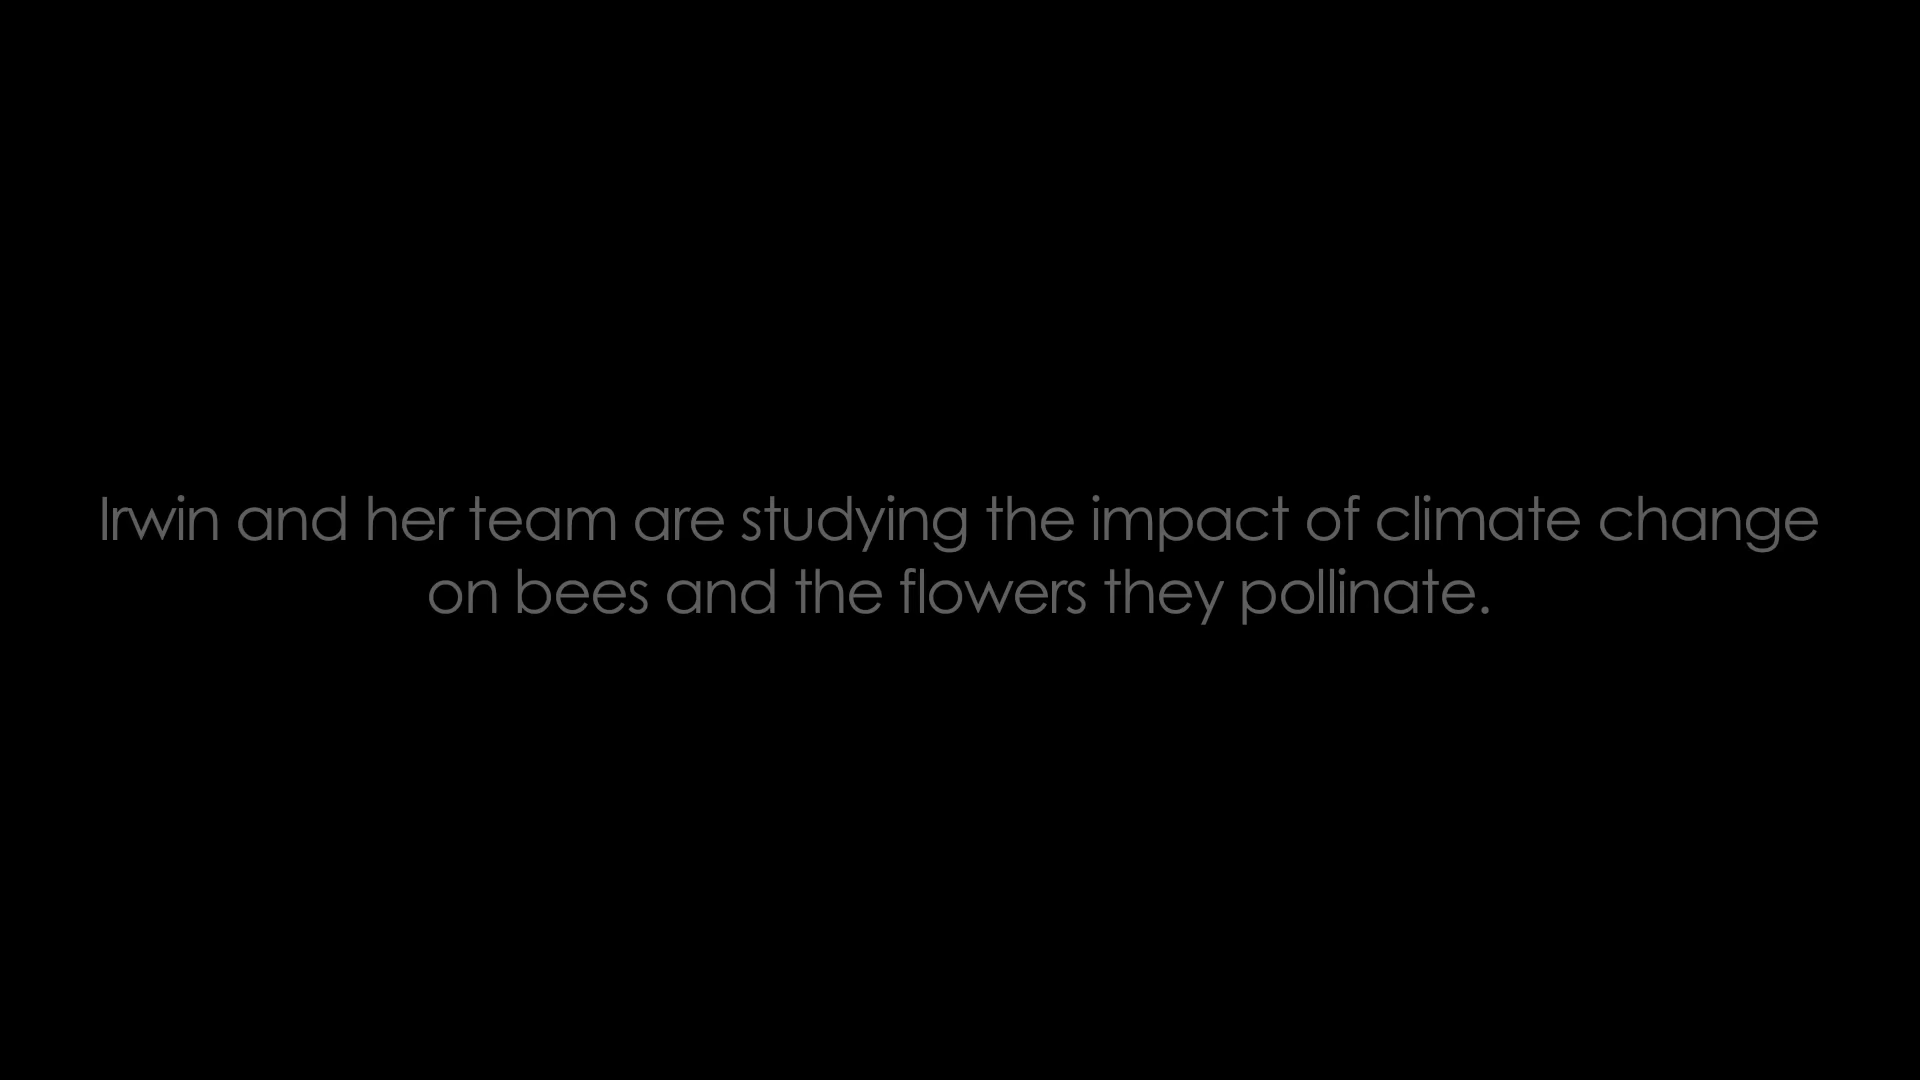 Irwin and her team are studying the impact of climate change
on bees and the flowers they pollinate.